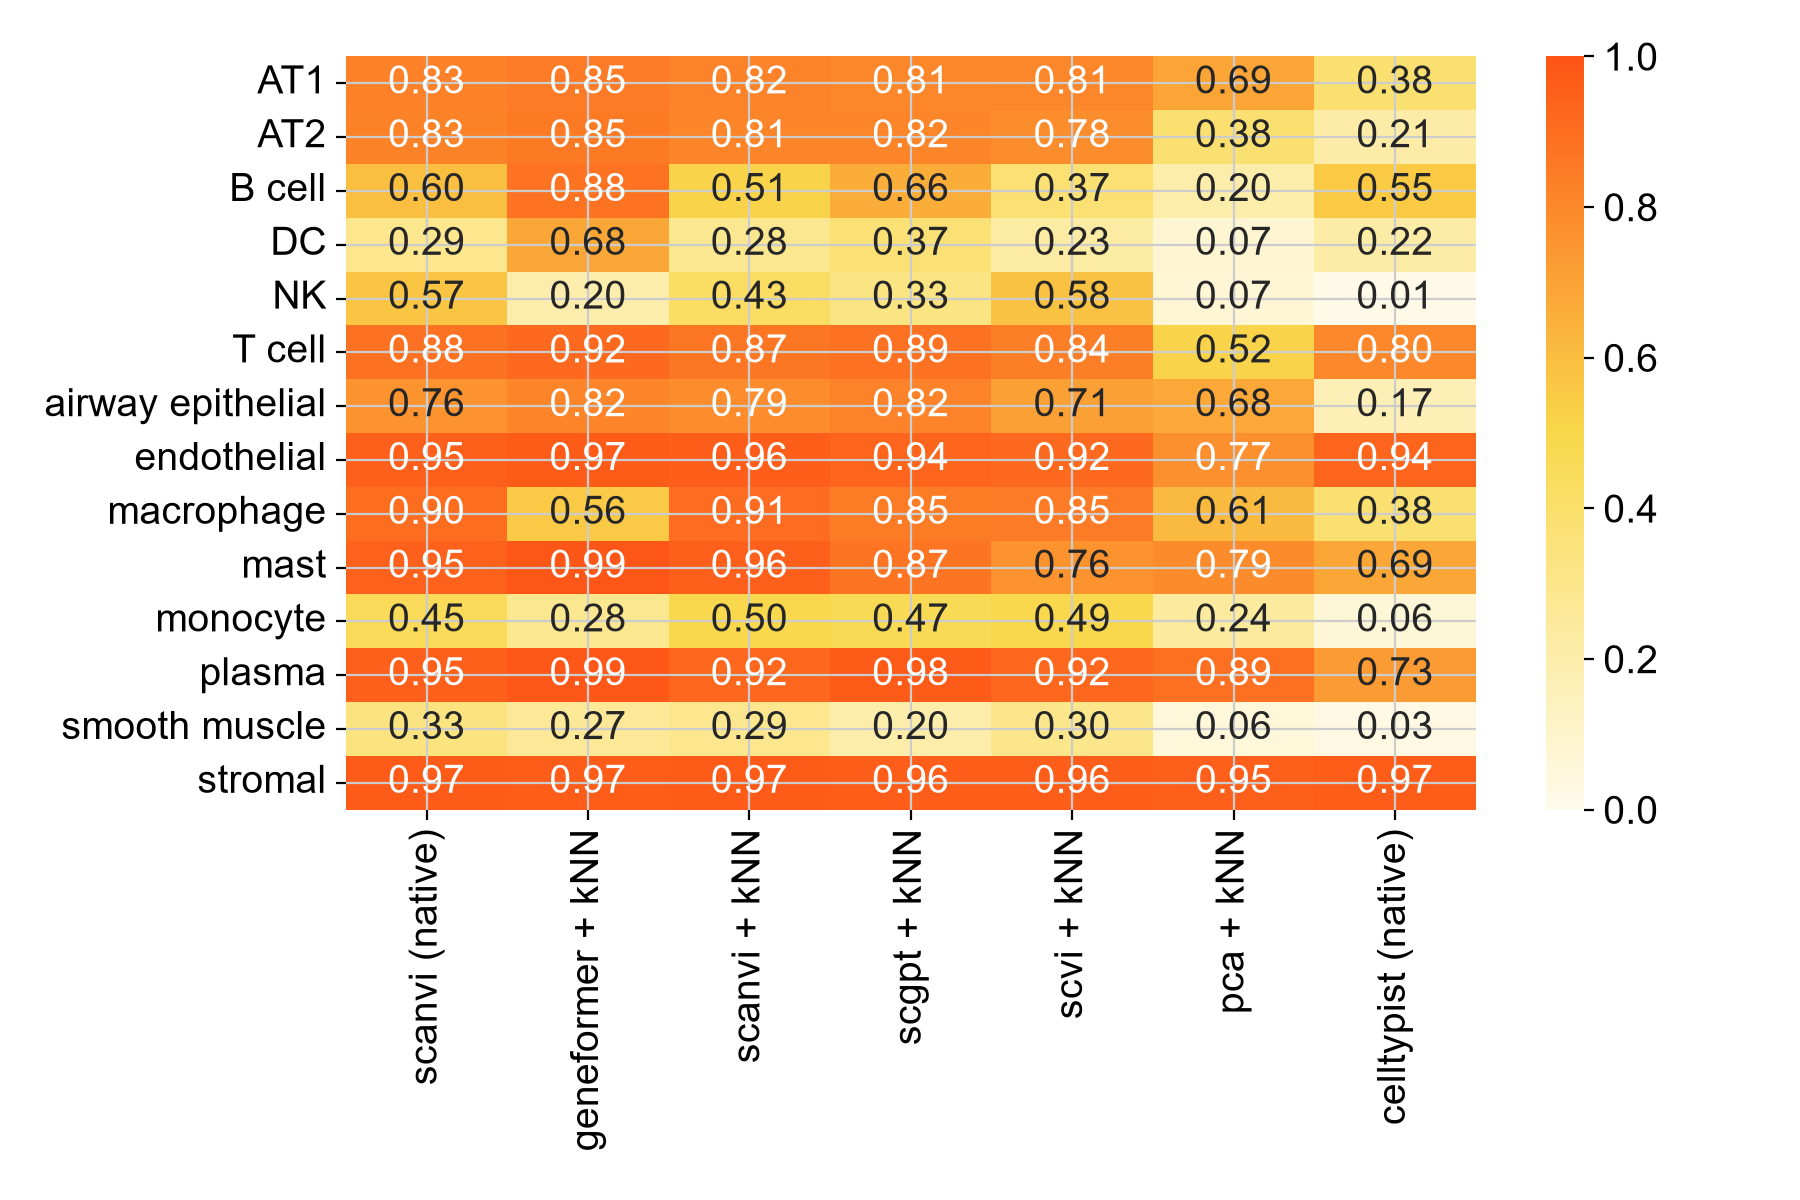 AT1 0.83 0.85 0.82 0.81 0.81 0.69 0.38
AT2 0.83 0.85 0.81 0.82 0.78 0.38 0.21
B cell 0.60 0.88 0.51 0.66 0.37 0.20 0.55
DC 0.29 0.68 0.28 0.37 0.23 0.07 0.22
NK 0.57 0.20 0.43 0.33 0.58 0.07 0.01
T cell 0.88 0.92 0.87 0.89 0.84 0.52 0.80
airway epithelial 0.76 0.82 0.79 0.82 0.71 0.68 0.17
endothelial 0.95 0.97 0.96 0.94 0.92 0.77 0.94
macrophage 0.90 0.56 0.91 0.85 0.85 0.61 0.38
mast 0.95 0.99 0.96 0.87 0.76 0.79 0.69
monocyte 0.45 0.28 0.50 0.47 0.49 0.24 0.06
plasma 0.95 0.99 0.92 0.98 0.92 0.89 0.73
smooth muscle 0.33 0.27 0.29 0.20 0.30 0.06 0.03
stromal 0.97 0.97 0.97 0.96 0.96 0.95 0.97
scanvi (native)
geneformer + kNN
scanvi + kNN
scgpt + kNN
scvi + kNN
pca + kNN
celltypist (native)
1.0
0.8
0.6
0.4
0.2
0.0